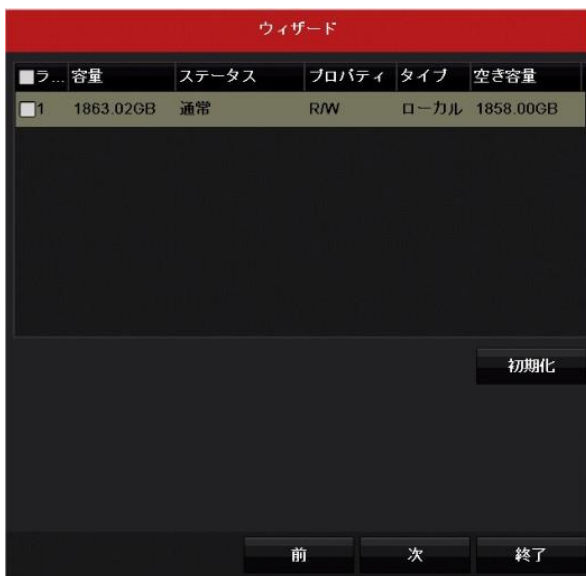 ウィザード
ラ... 容量 ステータス プロパティ タイプ 空き容量
1 1863.02GB 通常 R/W ローカル 1858.00GB
初期化
前 次 終了